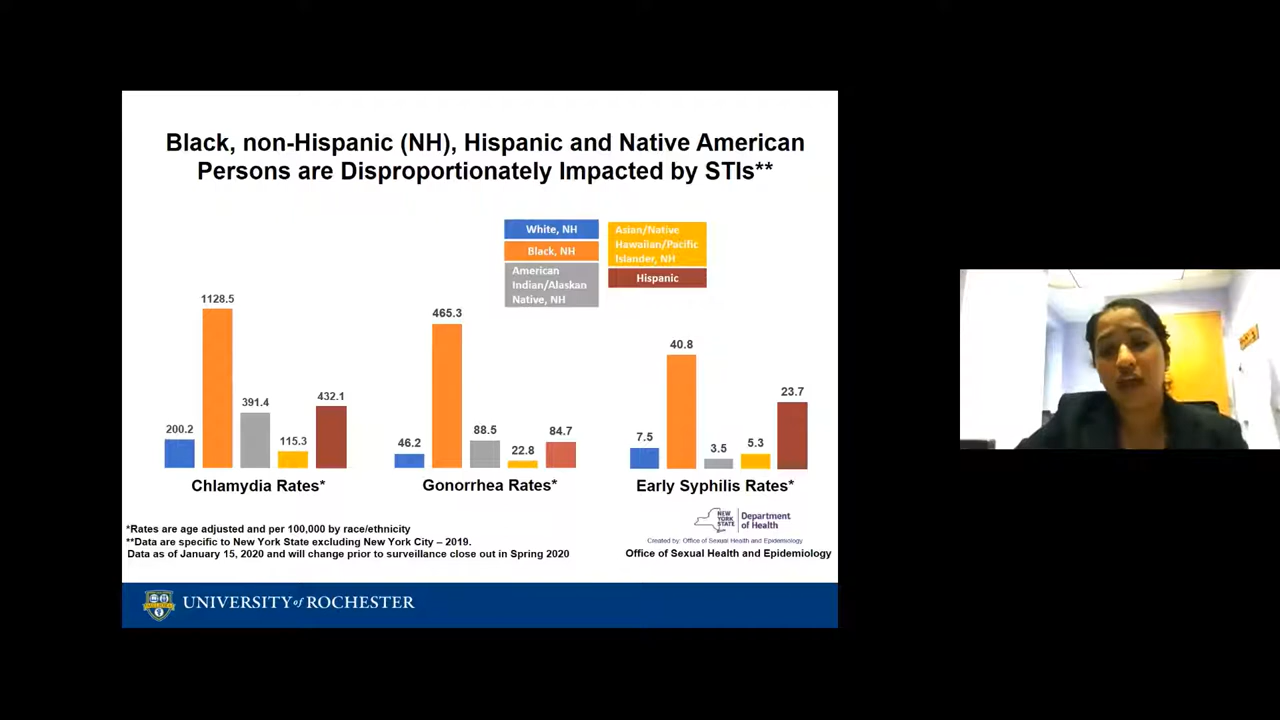 Black, non-Hispanic (NH), Hispanic and Native American
Persons are Disproportionately Impacted by STIs**
White, NH
Black, NH
American
Indian/Alaskan
Native, NH
Asian/Native
Hawaiian/Pacific
Islander, NH
Hispanic
200.2
1128.5
391.4
115.3
432.1
Chlamydia Rates*
46.2
465.3
88.5
22.8
84.7
Gonorrhea Rates*
7.5
40.8
3.5
5.3
23.7
Early Syphilis Rates*
*Rates are age adjusted and per 100,000 by race/ethnicity
**Data are specific to New York State excluding New York City – 2019.
Data as of January 15, 2020 and will change prior to surveillance close out in Spring 2020
NEW
YORK
STATE
Department
of Health
Created by: Office of Sexual Health and Epidemiology
Office of Sexual Health and Epidemiology
UNIVERSITY of ROCHESTER